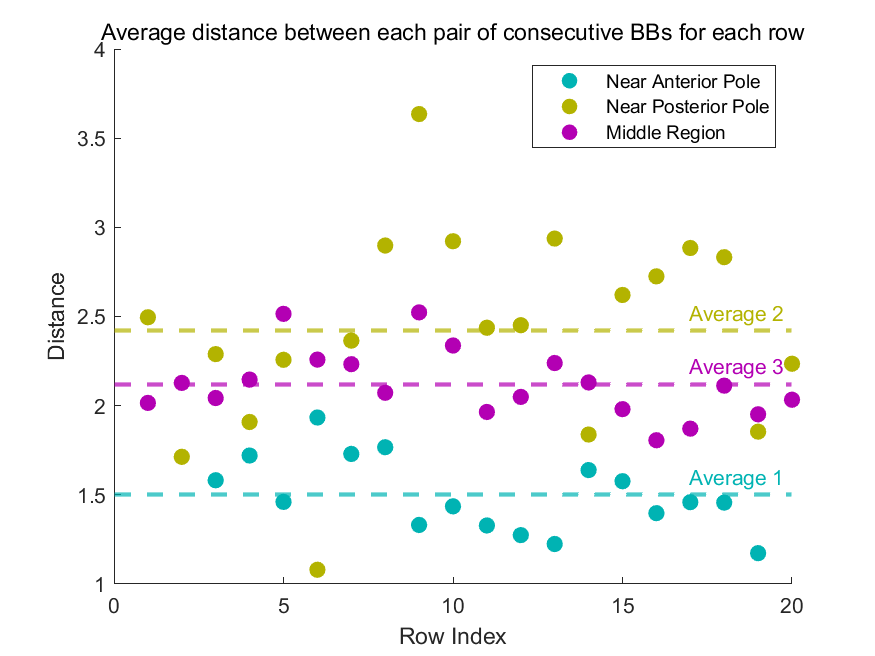 Average distance between each pair of consecutive BBs for each row
4
3.5
3
2.5
2
1.5
1
Distance
Near Anterior Pole
Near Posterior Pole
Middle Region
Average 2
Average 3
Average 1
0
5
10
15
20
Row Index